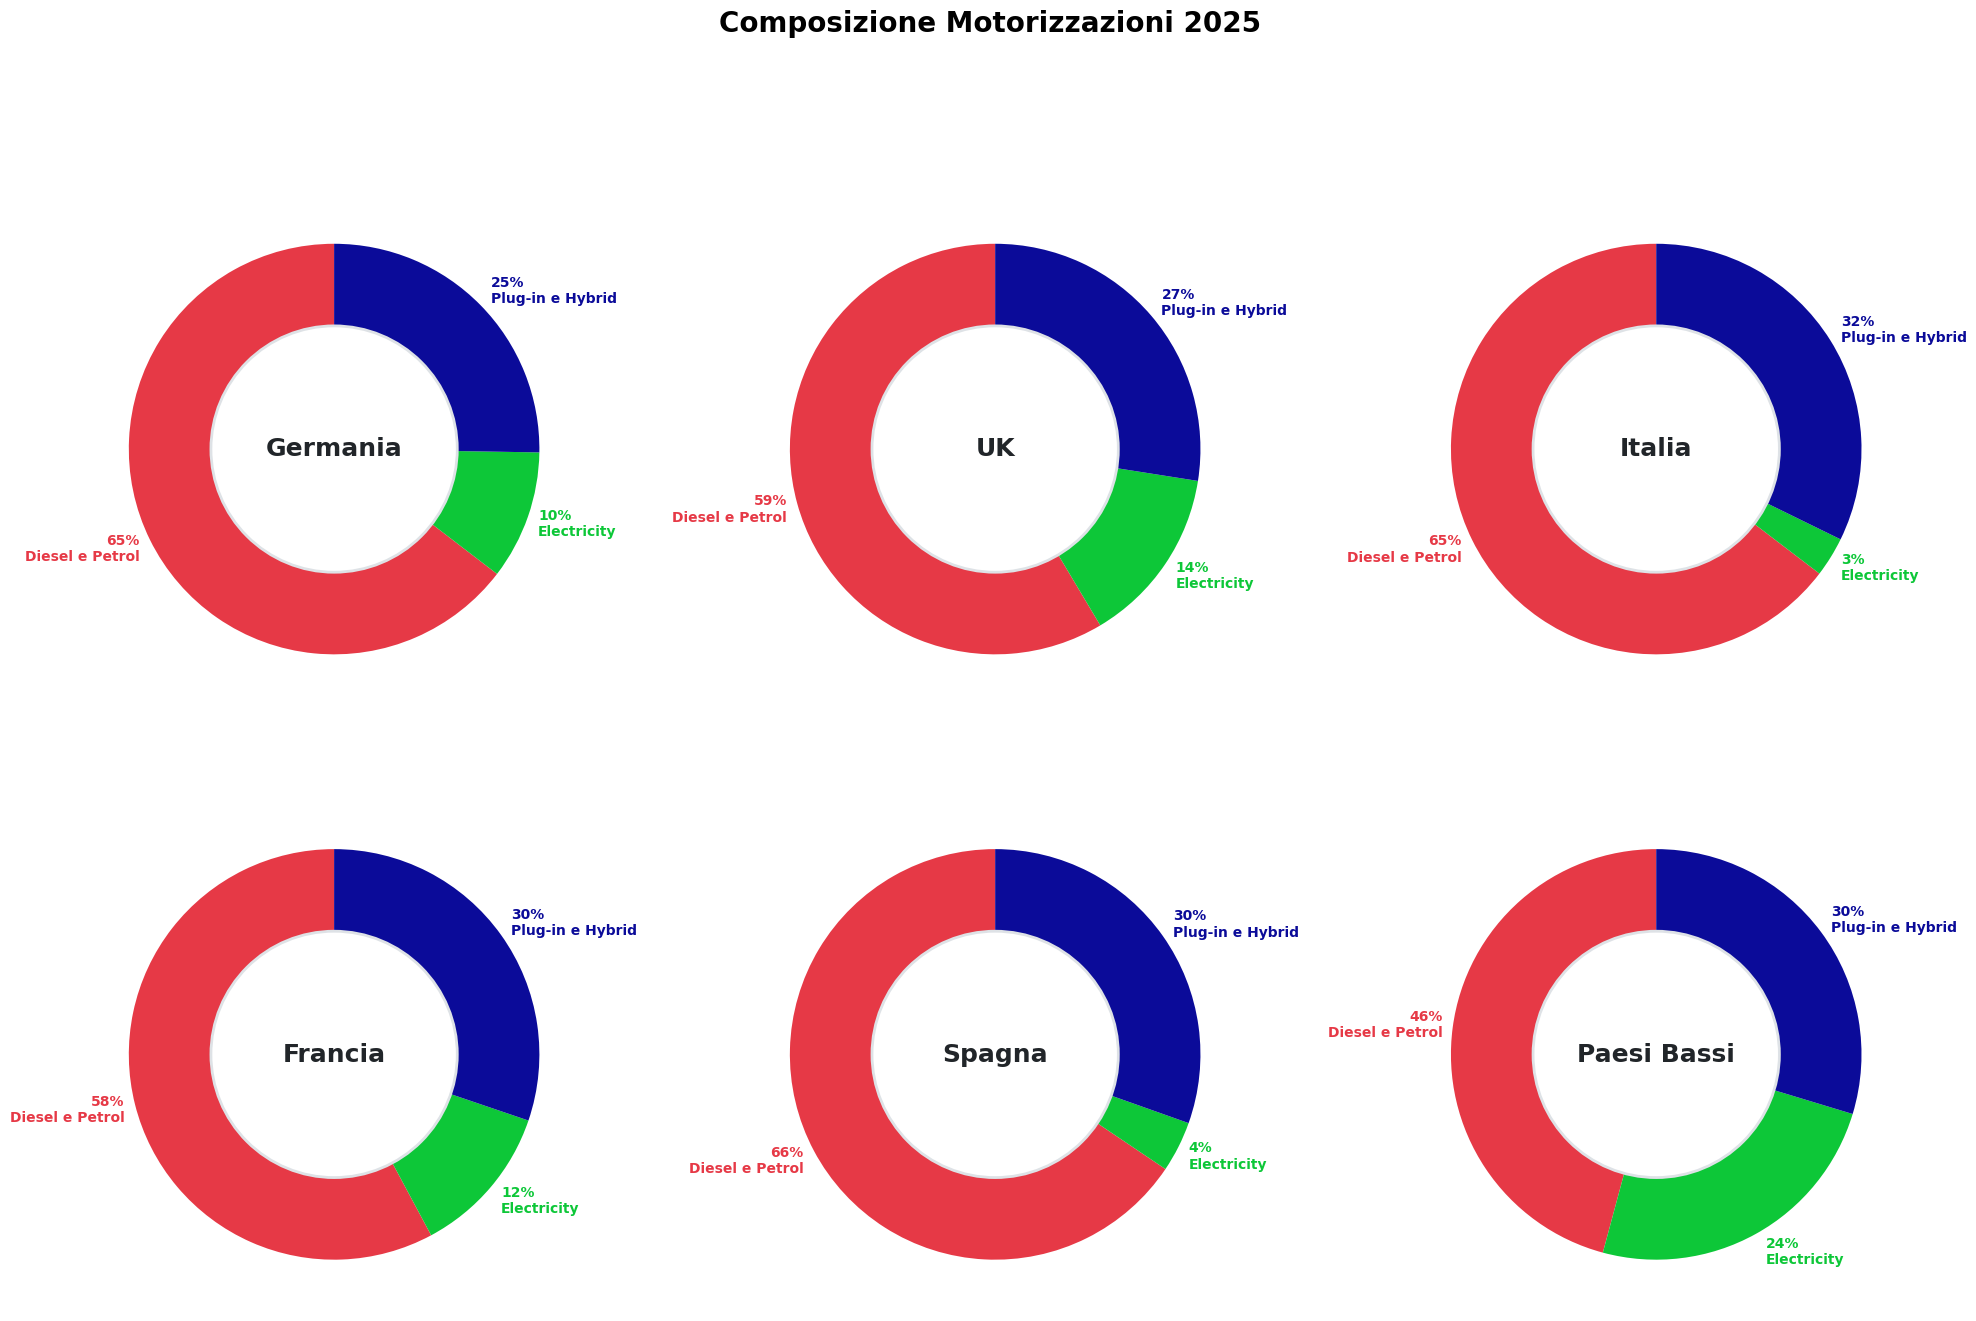 Composizione Motorizzazioni 2025
25%
Plug-in e Hybrid
Germania
10%
Electricity
65%
Diesel e Petrol
27%
Plug-in e Hybrid
UK
59%
Diesel e Petrol
14%
Electricity
32%
Plug-in e Hybrid
Italia
65%
Diesel e Petrol
3%
Electricity
30%
Plug-in e Hybrid
Francia
58%
Diesel e Petrol
12%
Electricity
30%
Plug-in e Hybrid
Spagna
66%
Diesel e Petrol
4%
Electricity
30%
Plug-in e Hybrid
46%
Diesel e Petrol
Paesi Bassi
24%
Electricity